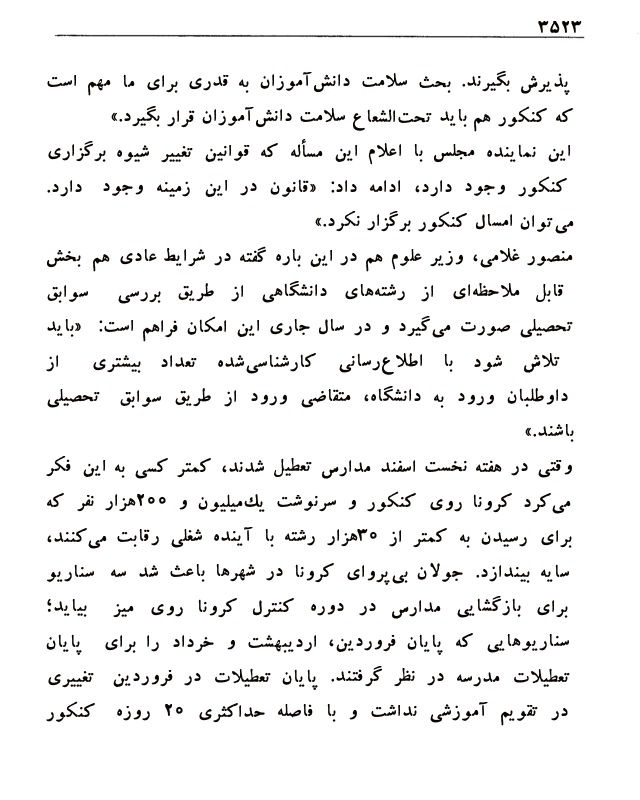 ۳۵۲۳
پذیرش بگیرند. بحث سلامت دانش‌آموزان به قدری برای ما مهم است
که کنکور هم باید تحت‌الشعاع سلامت دانش‌آموزان قرار بگیرد.»
این نماینده مجلس با اعلام این مسأله که قوانین تغییر شیوه برگزاری
کنکور وجود دارد، ادامه داد: «قانون در این زمینه وجود دارد.
می‌توان امسال کنکور برگزار نکرد.»
منصور غلامی، وزیر علوم هم در این باره گفته در شرایط عادی هم بخش
قابل ملاحظه‌ای از رشته‌های دانشگاهی از طریق بررسی سوابق
تحصیلی صورت می‌گیرد و در سال جاری این امکان فراهم است: «باید
تلاش شود با اطلاع‌رسانی کارشناسی‌شده تعداد بیشتری از
داوطلبان ورود به دانشگاه، متقاضی ورود از طریق سوابق تحصیلی
باشند.»
وقتی در هفته نخست اسفند مدارس تعطیل شدند، کمتر کسی به این فکر
می‌کرد کرونا روی کنکور و سرنوشت یك‌میلیون و ۲۰۰هزار نفر که
برای رسیدن به کمتر از ۳۰هزار رشته با آینده شغلی رقابت می‌کنند،
سایه بیندازد. جولان بی‌پروای کرونا در شهرها باعث شد سه سناریو
برای بازگشایی مدارس در دوره کنترل کرونا روی میز بیاید؛
سناریوهایی که پایان فروردین، اردیبهشت و خرداد را برای پایان
تعطیلات مدرسه در نظر گرفتند. پایان تعطیلات در فروردین تغییری
در تقویم آموزشی نداشت و با فاصله حداکثری ۲۰ روزه کنکور